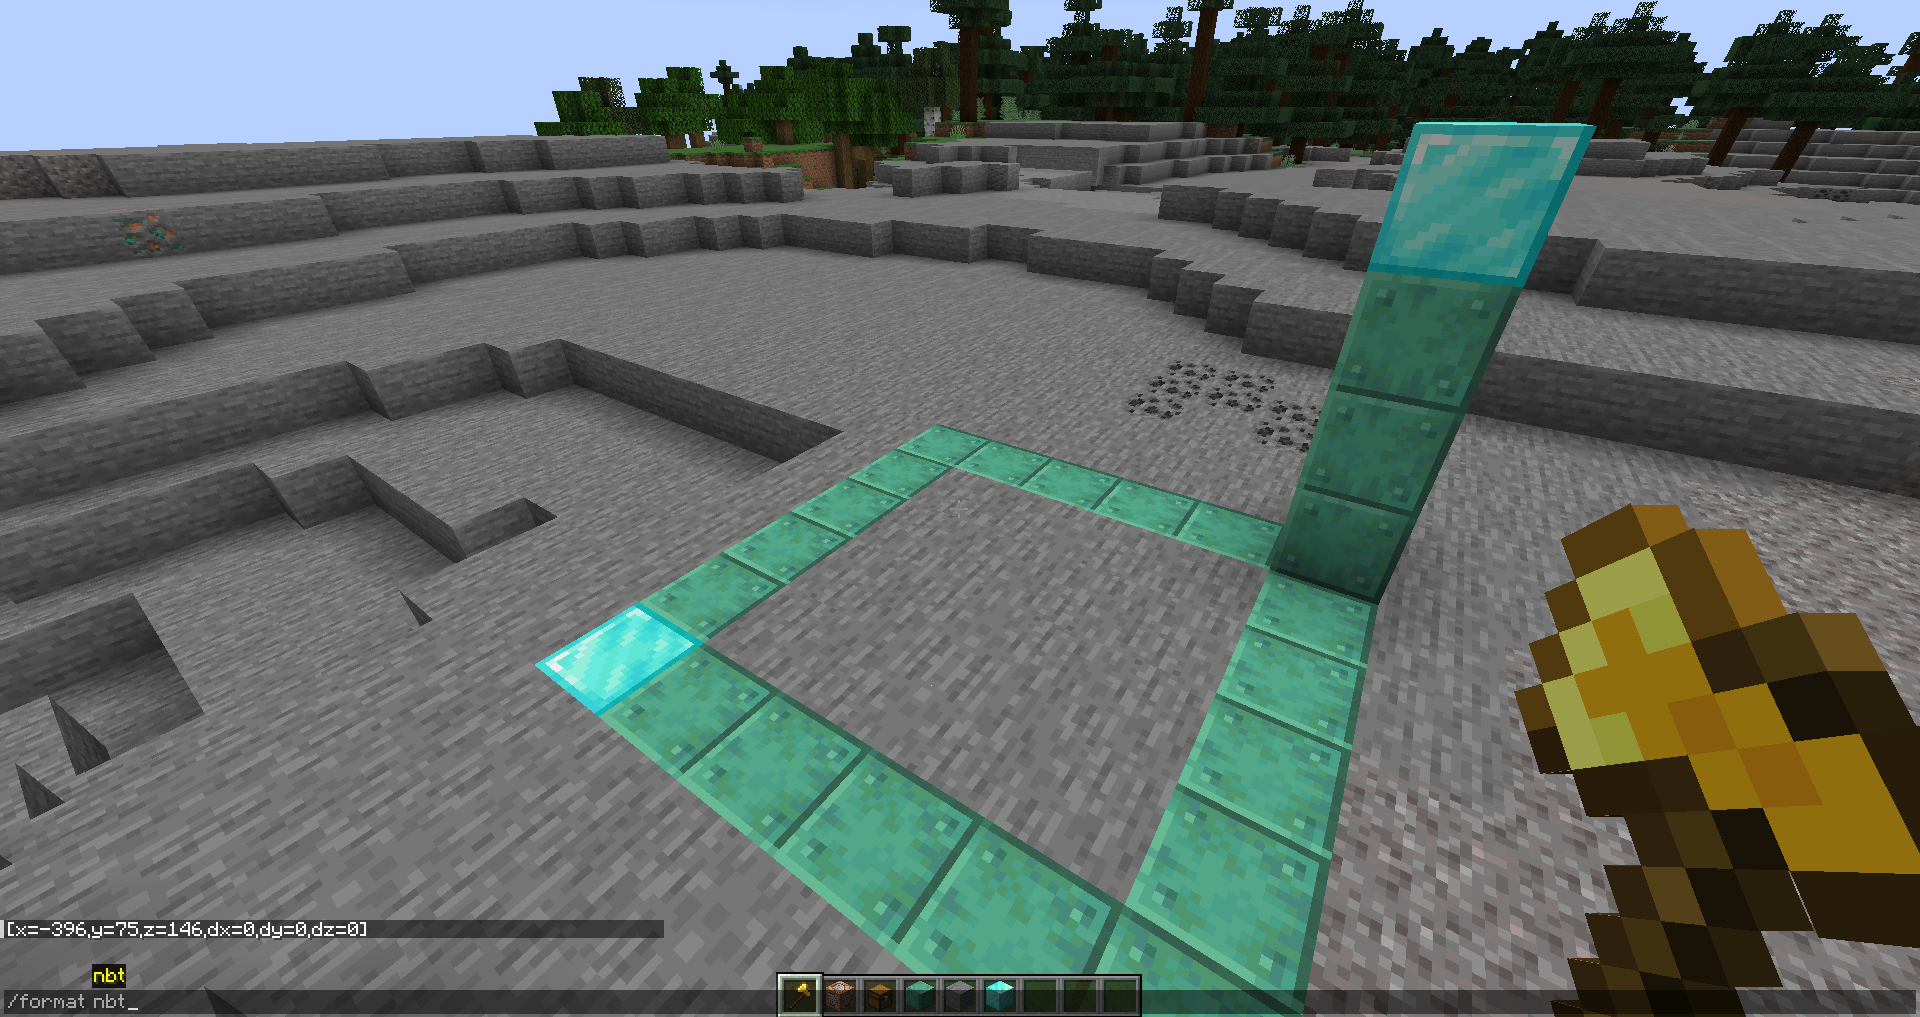 [x=-396,y=75,z=146,dx=0,dy=0,dz=0]
nbt
/format nbt_